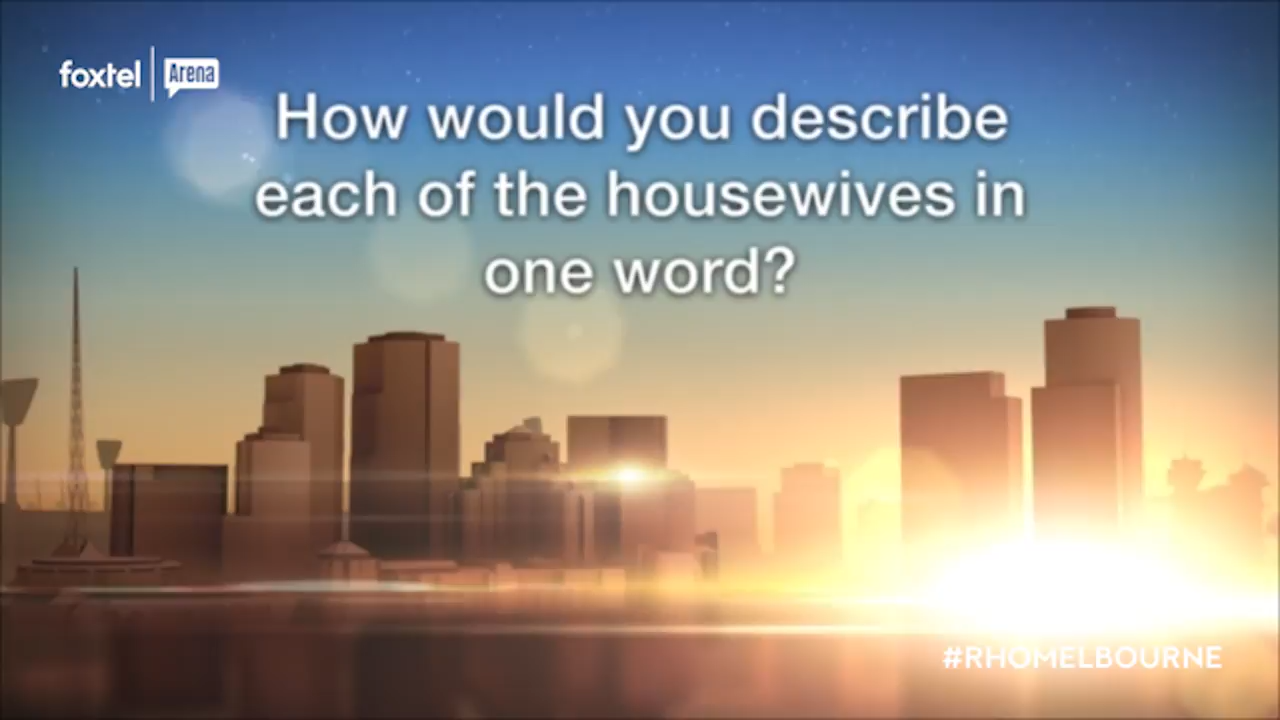 foxtel | Arena
How would you describe
each of the housewives in
one word?
#RHOMELBOURNE